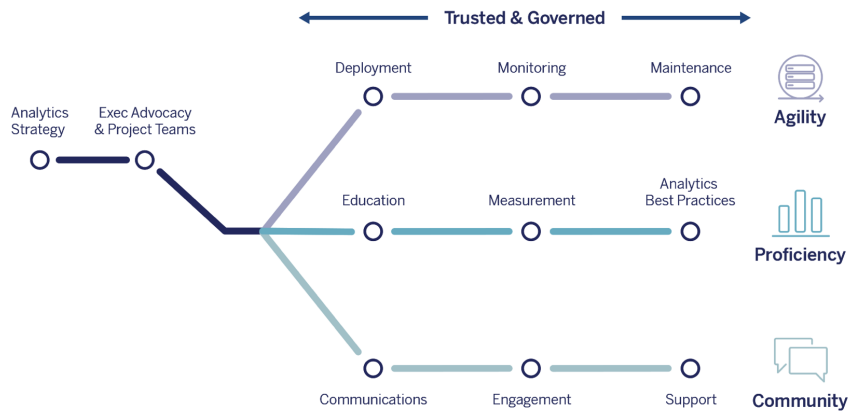 Trusted & Governed
Deployment
Monitoring
Maintenance
Agility
Analytics
Strategy
Exec Advocacy
& Project Teams
Education
Measurement
Analytics
Best Practices
Proficiency
Communications
Engagement
Support
Community